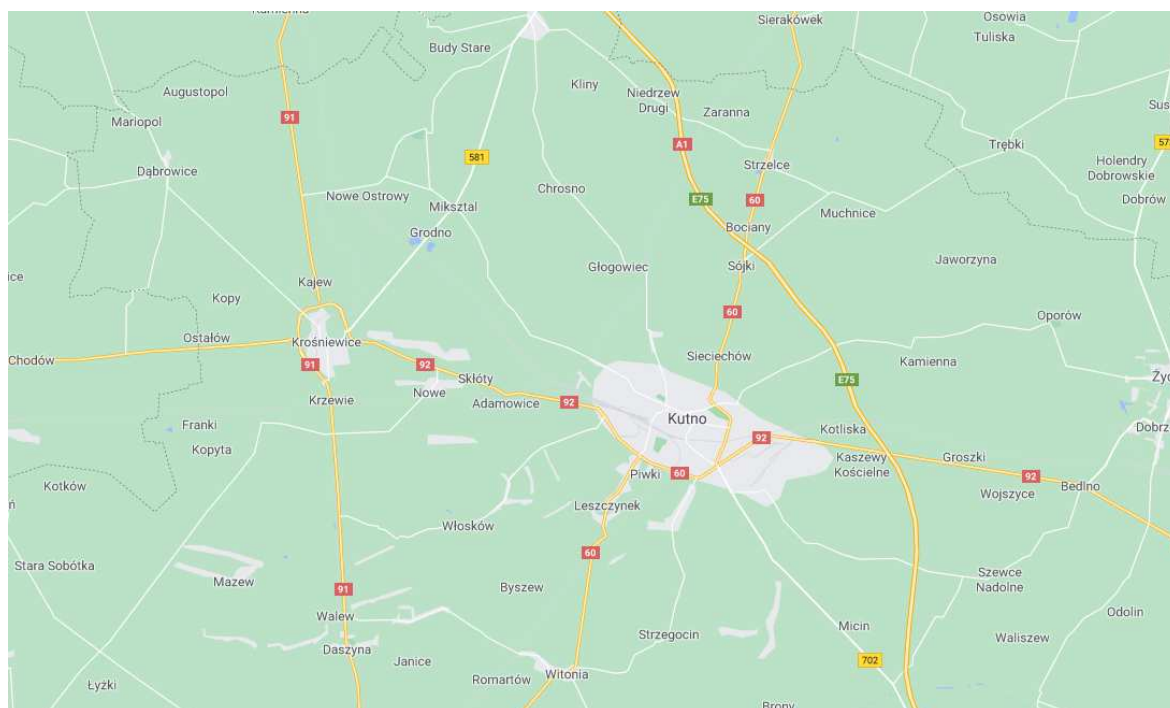 Kamienna
Sierakówek
Osowia
Tuliska
Budy Stare
Kliny
Niedrzew
Drugi
Zaranna
Augustopol
Mariopol
91
581
A1
Trębki
57
Holendry
Dobrowskie
Dąbrowice
Strzelce
Chrosno
Nowe Ostrowy
Miksztal
E75
60
Dobrów
Muchnice
Grodno
Bociany
Głogowiec
Sójki
Jaworzyna
ice
Kajew
Kopy
60
Oporów
Ostałów
Krośniewice
Chodów
91
92
Sieciechów
Kamienna
Skłóty
E75
Nowe
Krzewie
Adamowice
92
Kutno
Franki
Kotliska
92
Kopyta
Kaszewy
Kościelne
Groszki
Piwki
60
92
Kotków
Bedlno
Wojszyce
Leszczynek
Włosków
60
Stara Sobótka
Mazew
91
Byszew
Szewce
Nadolne
Walew
Odolin
Micin
Strzegocin
Waliszew
Daszyna
Janice
702
Witonia
Romartów
Łyżki
Brony